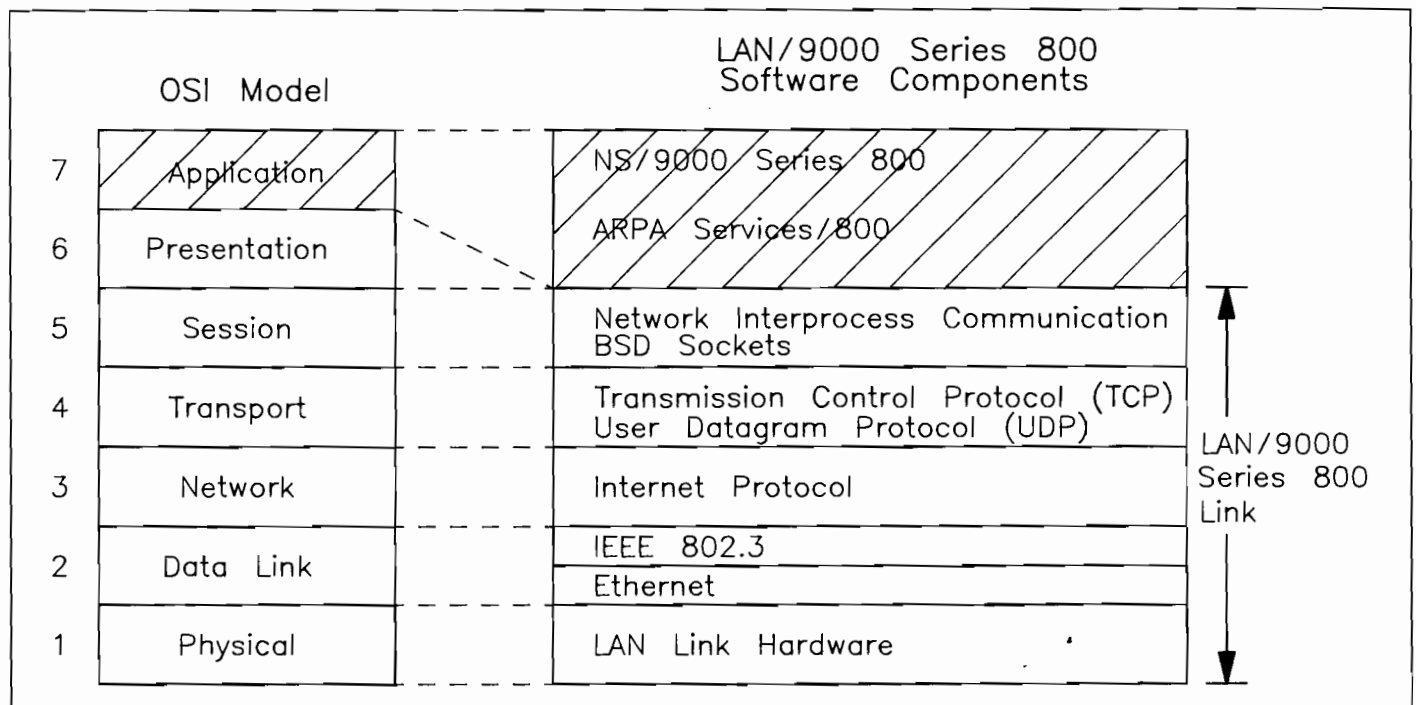 LAN/9000 Series 800
Software Components
OSI Model
7 Application
NS/9000 Series 800
ARPA Services/800
6 Presentation
5 Session
Network Interprocess Communication
BSD Sockets
4 Transport
Transmission Control Protocol (TCP)
User Datagram Protocol (UDP)
3 Network
Internet Protocol
2 Data Link
IEEE 802.3
Ethernet
1 Physical
LAN Link Hardware
LAN/9000
Series 800
Link